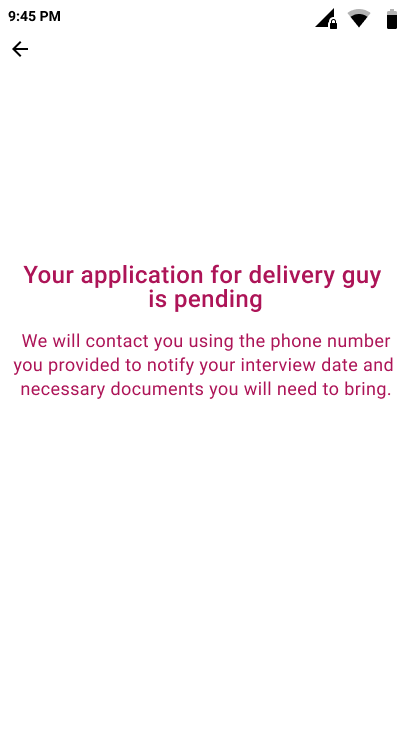 9:45 PM
Your application for delivery guy
is pending
We will contact you using the phone number
you provided to notify your interview date and
necessary documents you will need to bring.